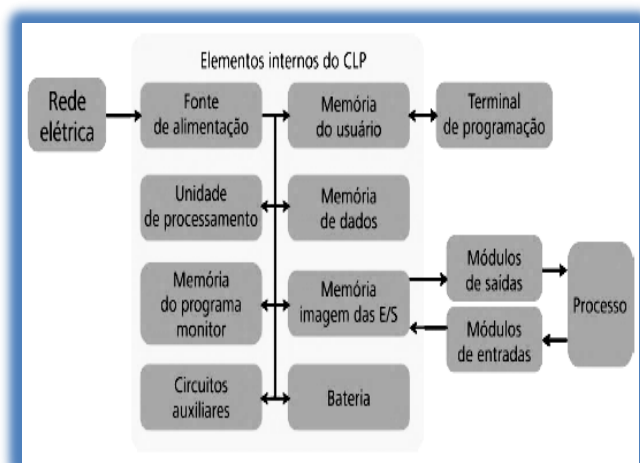 Elementos internos do CLP
Rede
elétrica
Fonte
de alimentação
Memória
do usuário
Terminal
de programação
Unidade
de processamento
Memória
de dados
Memória
do programa
monitor
Memória
imagem das E/S
Módulos
de saídas
Módulos
de entradas
Processo
Circuitos
auxiliares
Bateria